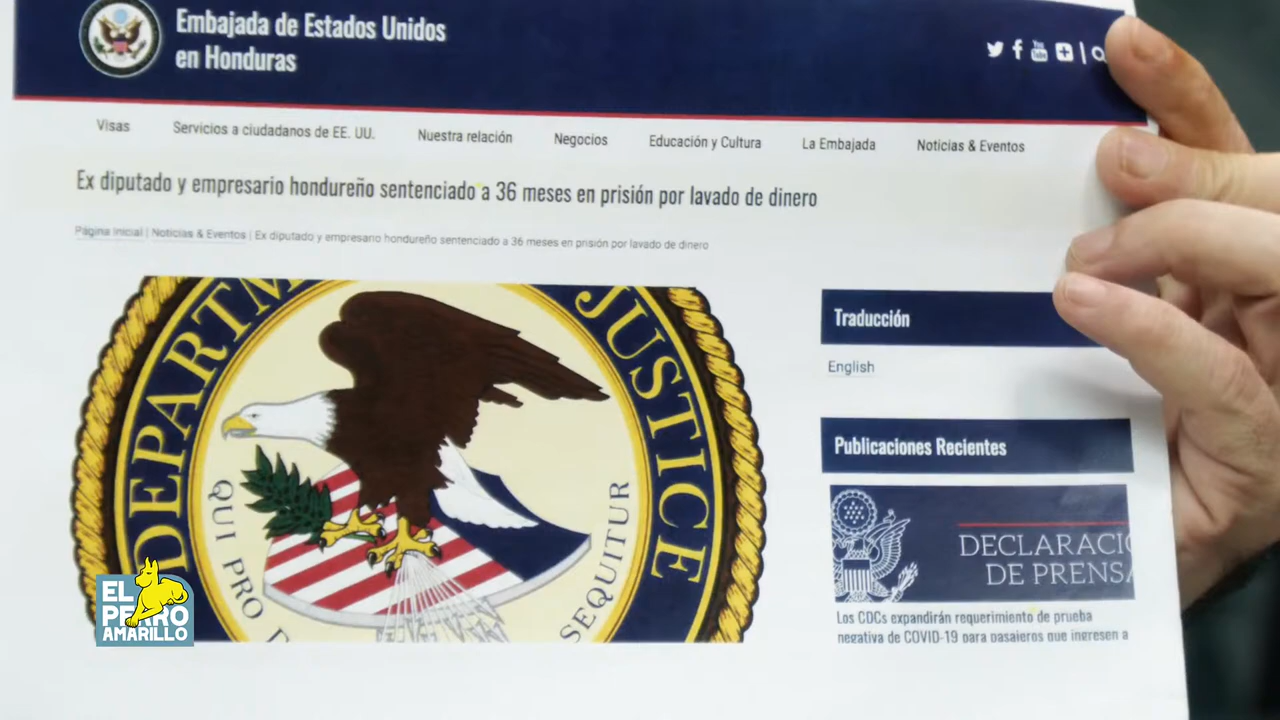 Embajada de Estados Unidos
en Honduras
You
Tube
Visas
Servicios a ciudadanos de EE. UU.
Nuestra relación
Negocios
Educación y Cultura
La Embajada
Noticias & Eventos
Ex diputado y empresario hondureño sentenciado a 36 meses en prisión por lavado de dinero
Página Inicial | Noticias & Eventos | Ex diputado y empresario hondureño sentenciado a 36 meses en prisión por lavado de dinero
DEPARTM
JUSTICE
QUI PRO D
SEQUITUR
Traducción
English
Publicaciones Recientes
DECLARACI
DE PRENSA
Los CDCs expandirán requerimiento de prueba
negativa de COVID-19 para pasajeros que ingresen a
EL
PERRO
AMARILLO